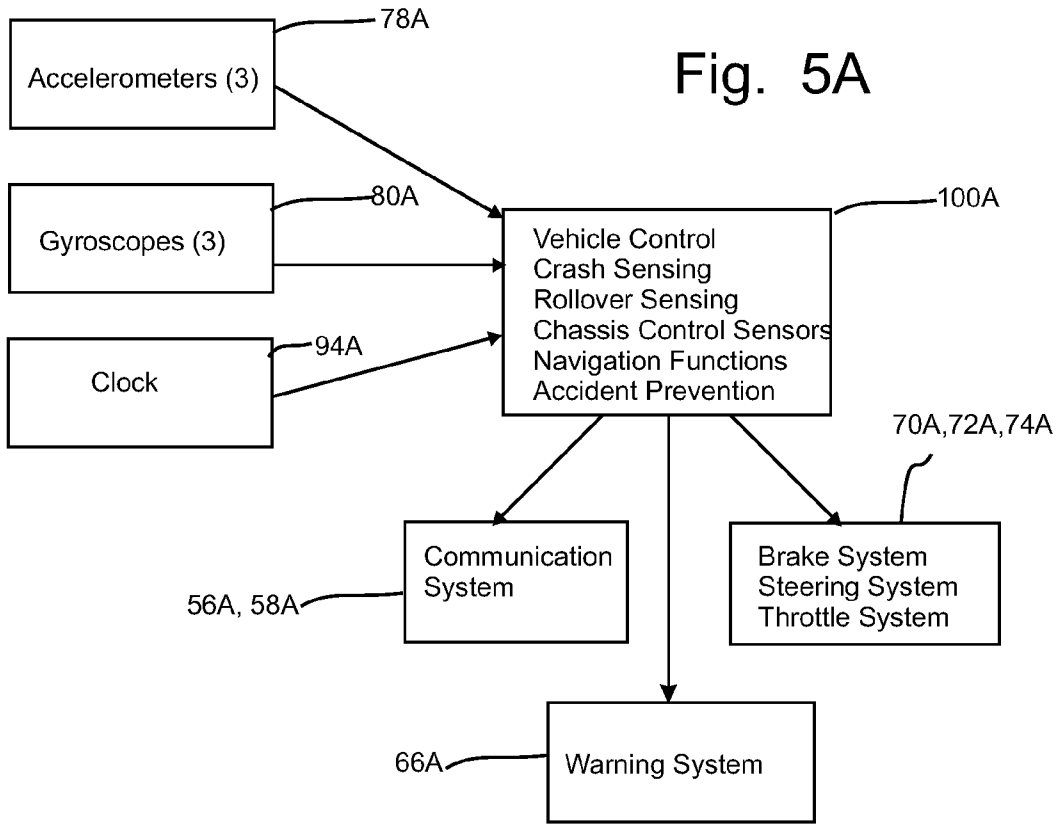 78A
Fig. 5A
Accelerometers (3)
80A
100A
Gyroscopes (3)
Vehicle Control
Crash Sensing
Rollover Sensing
Chassis Control Sensors
Navigation Functions
Accident Prevention
94A
Clock
70A,72A,74A
Communication
System
56A, 58A
Brake System
Steering System
Throttle System
66A
Warning System